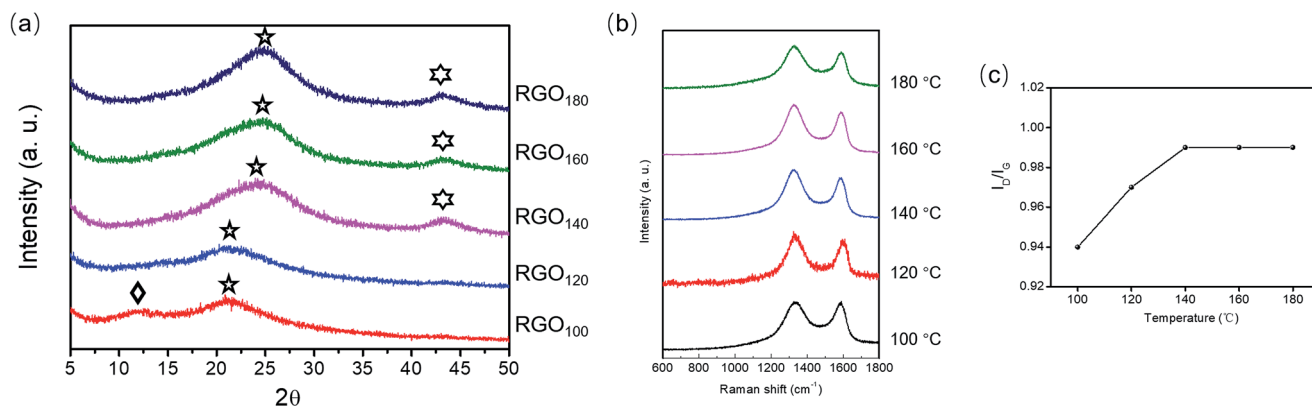 (a)
Intensity (a. u.)
RGO180
RGO160
RGO140
RGO120
RGO100
5 10 15 20 25 30 35 40 45 50
2θ
(b)
Intensity (a. u.)
180 °C
160 °C
140 °C
120 °C
100 °C
600 800 1000 1200 1400 1600 1800
Raman shift (cm-1)
(c)
ID/IG
1.02
1.00
0.98
0.96
0.94
0.92
100 120 140 160 180
Temperature (℃)